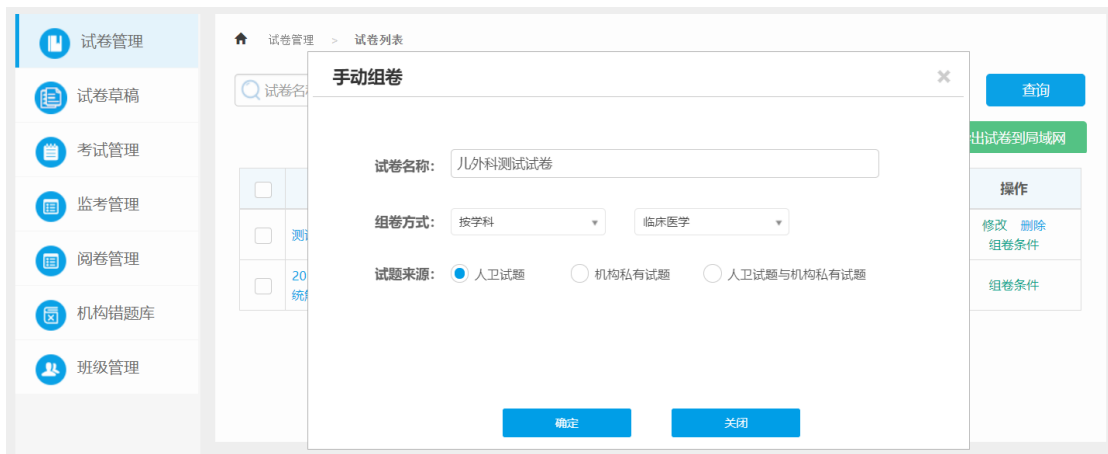 试卷管理
试卷草稿
考试管理
监考管理
阅卷管理
机构错题库
班级管理
试卷管理 > 试卷列表
试卷名
查询
出试卷到局域网
操作
测
修改 删除
组卷条件
20
统
组卷条件
手动组卷
试卷名称: 儿外科测试试卷
组卷方式: 按学科 临床医学
试题来源: 人卫试题 机构私有试题 人卫试题与机构私有试题
确定 关闭